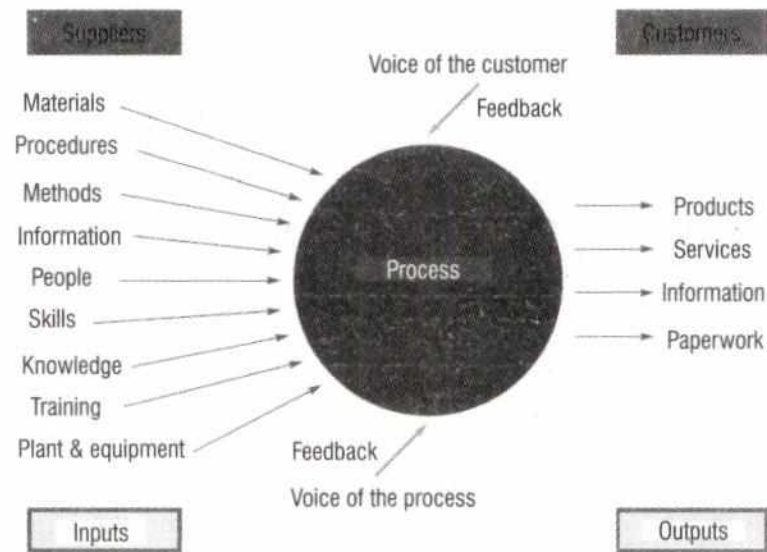 Suppliers
Customers
Voice of the customer
Feedback
Materials
Procedures
Methods
Information
People
Skills
Knowledge
Training
Plant & equipment
Process
Products
Services
Information
Paperwork
Feedback
Voice of the process
Inputs
Outputs